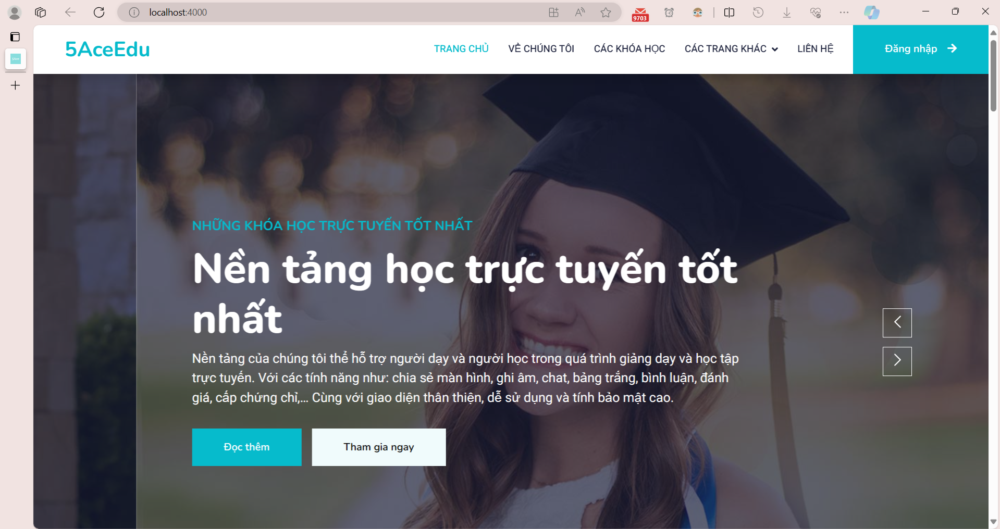 localhost:4000
9703
5AceEdu
TRANG CHỦ
VỀ CHÚNG TÔI
CÁC KHÓA HỌC
CÁC TRANG KHÁC
LIÊN HỆ
Đăng nhập
NHỮNG KHÓA HỌC TRỰC TUYẾN TỐT NHẤT
Nền tảng học trực tuyến tốt
nhất
Nền tảng của chúng tôi thể hỗ trợ người dạy và người học trong quá trình giảng dạy và học tập
trực tuyến. Với các tính năng như: chia sẻ màn hình, ghi âm, chat, bảng trắng, bình luận, đánh
giá, cấp chứng chỉ,... Cùng với giao diện thân thiện, dễ sử dụng và tính bảo mật cao.
Đọc thêm
Tham gia ngay